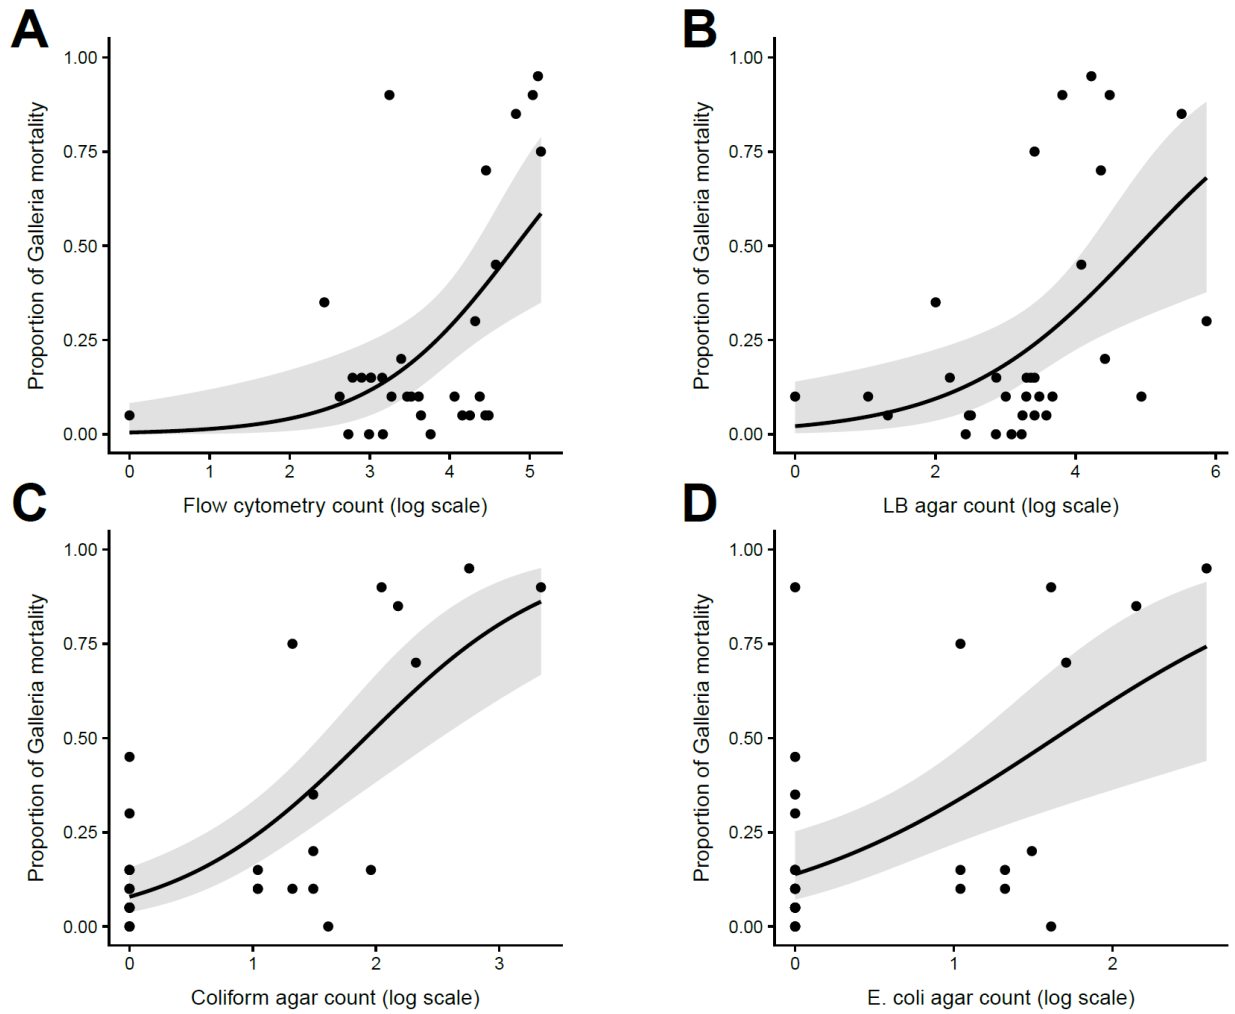 A
Proportion of Galleria mortality
1.00
0.75
0.50
0.25
0.00
0 1 2 3 4 5
Flow cytometry count (log scale)
B
Proportion of Galleria mortality
1.00
0.75
0.50
0.25
0.00
0 2 4 6
LB agar count (log scale)
C
Proportion of Galleria mortality
1.00
0.75
0.50
0.25
0.00
0 1 2 3
Coliform agar count (log scale)
D
Proportion of Galleria mortality
1.00
0.75
0.50
0.25
0.00
0 1 2
E. coli agar count (log scale)